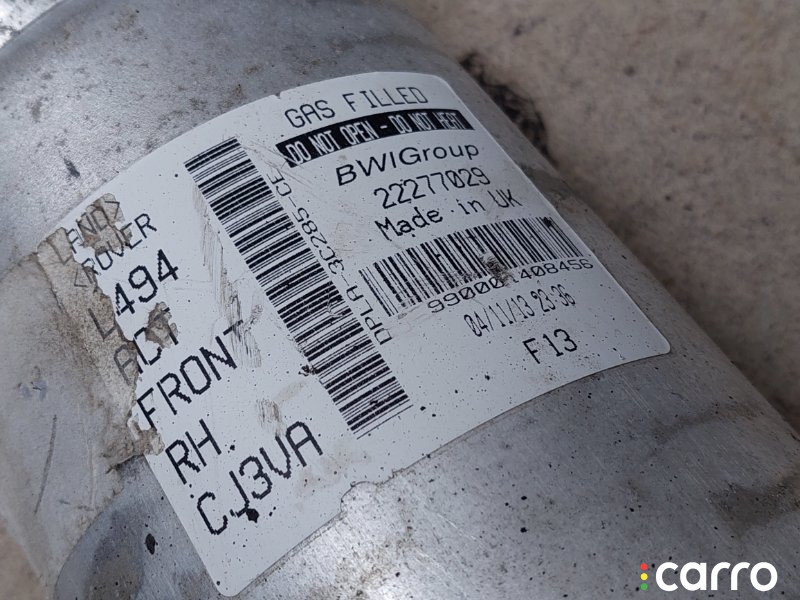 GAS FILLED
DO NOT OPEN - DO NOT HEAT
BWIGroup
22277029
Made in UK
04/11/13 23:36
F13
DPLA-3C285-CE
LAND
ROVER
L494
ACT
FRONT
RH
CJ3VA
carro